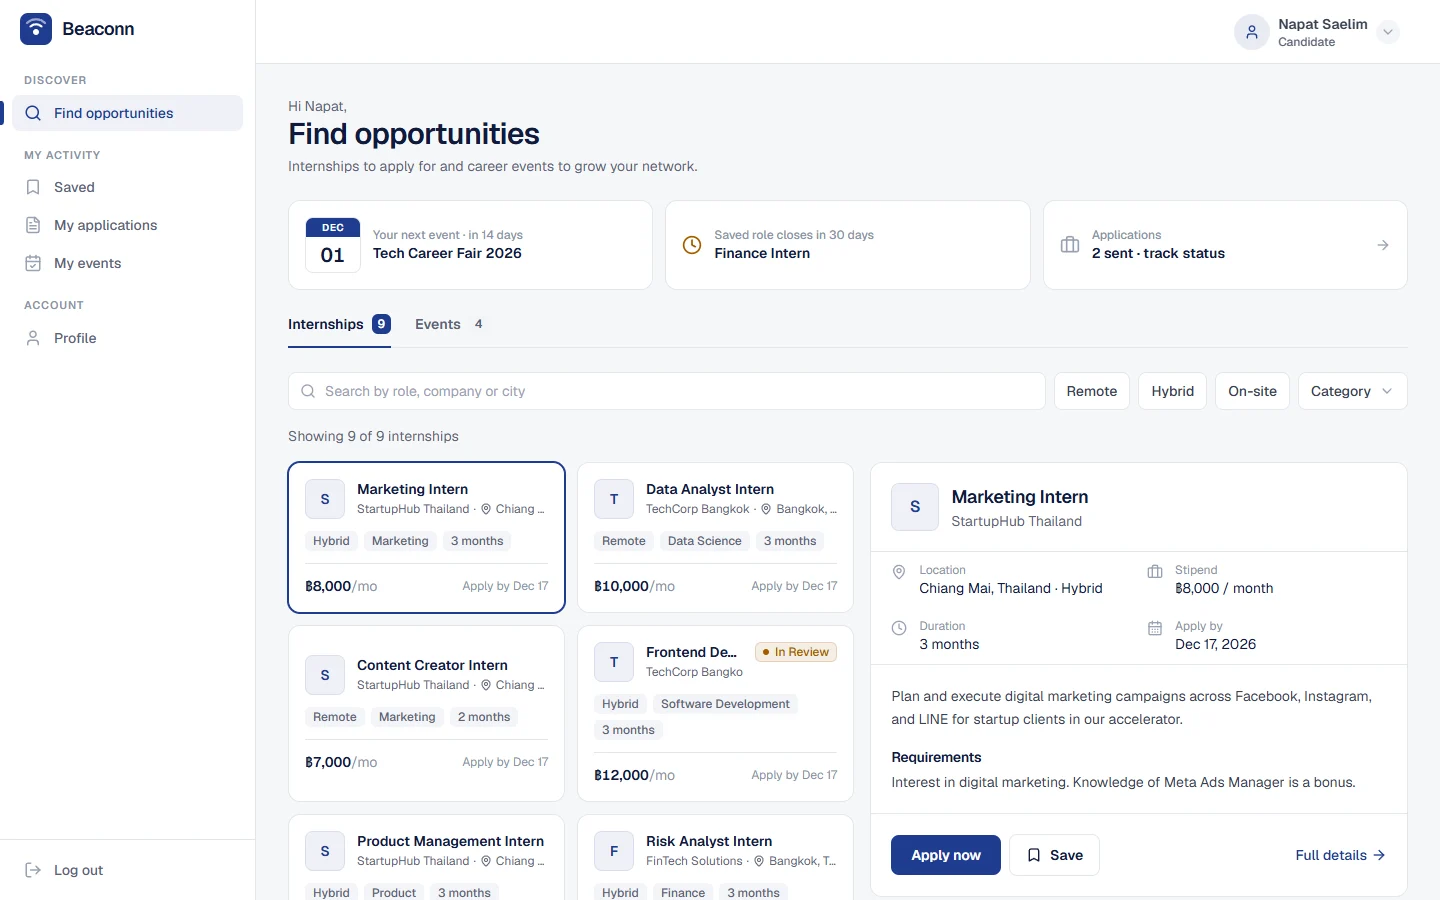 Beaconn
Napat Saelim
Candidate
DISCOVER
Find opportunities
MY ACTIVITY
Saved
My applications
My events
ACCOUNT
Profile
Log out
Hi Napat,
Find opportunities
Internships to apply for and career events to grow your network.
DEC
01
Your next event · in 14 days
Tech Career Fair 2026
Saved role closes in 30 days
Finance Intern
Applications
2 sent · track status
Internships 9
Events 4
Search by role, company or city
Remote
Hybrid
On-site
Category
Showing 9 of 9 internships
S
Marketing Intern
StartupHub Thailand · Chiang ...
Hybrid Marketing 3 months
฿8,000/mo Apply by Dec 17
T
Data Analyst Intern
TechCorp Bangkok · Bangkok, ...
Remote Data Science 3 months
฿10,000/mo Apply by Dec 17
S
Content Creator Intern
StartupHub Thailand · Chiang ...
Remote Marketing 2 months
฿7,000/mo Apply by Dec 17
T
Frontend De... In Review
TechCorp Bangko
Hybrid Software Development
3 months
฿12,000/mo Apply by Dec 17
S
Product Management Intern
StartupHub Thailand · Chiang ...
Hybrid Product 3 months
F
Risk Analyst Intern
FinTech Solutions · Bangkok, T...
Hybrid Finance 3 months
S
Marketing Intern
StartupHub Thailand
Location
Chiang Mai, Thailand · Hybrid
Stipend
฿8,000 / month
Duration
3 months
Apply by
Dec 17, 2026
Plan and execute digital marketing campaigns across Facebook, Instagram,
and LINE for startup clients in our accelerator.
Requirements
Interest in digital marketing. Knowledge of Meta Ads Manager is a bonus.
Apply now
Save
Full details